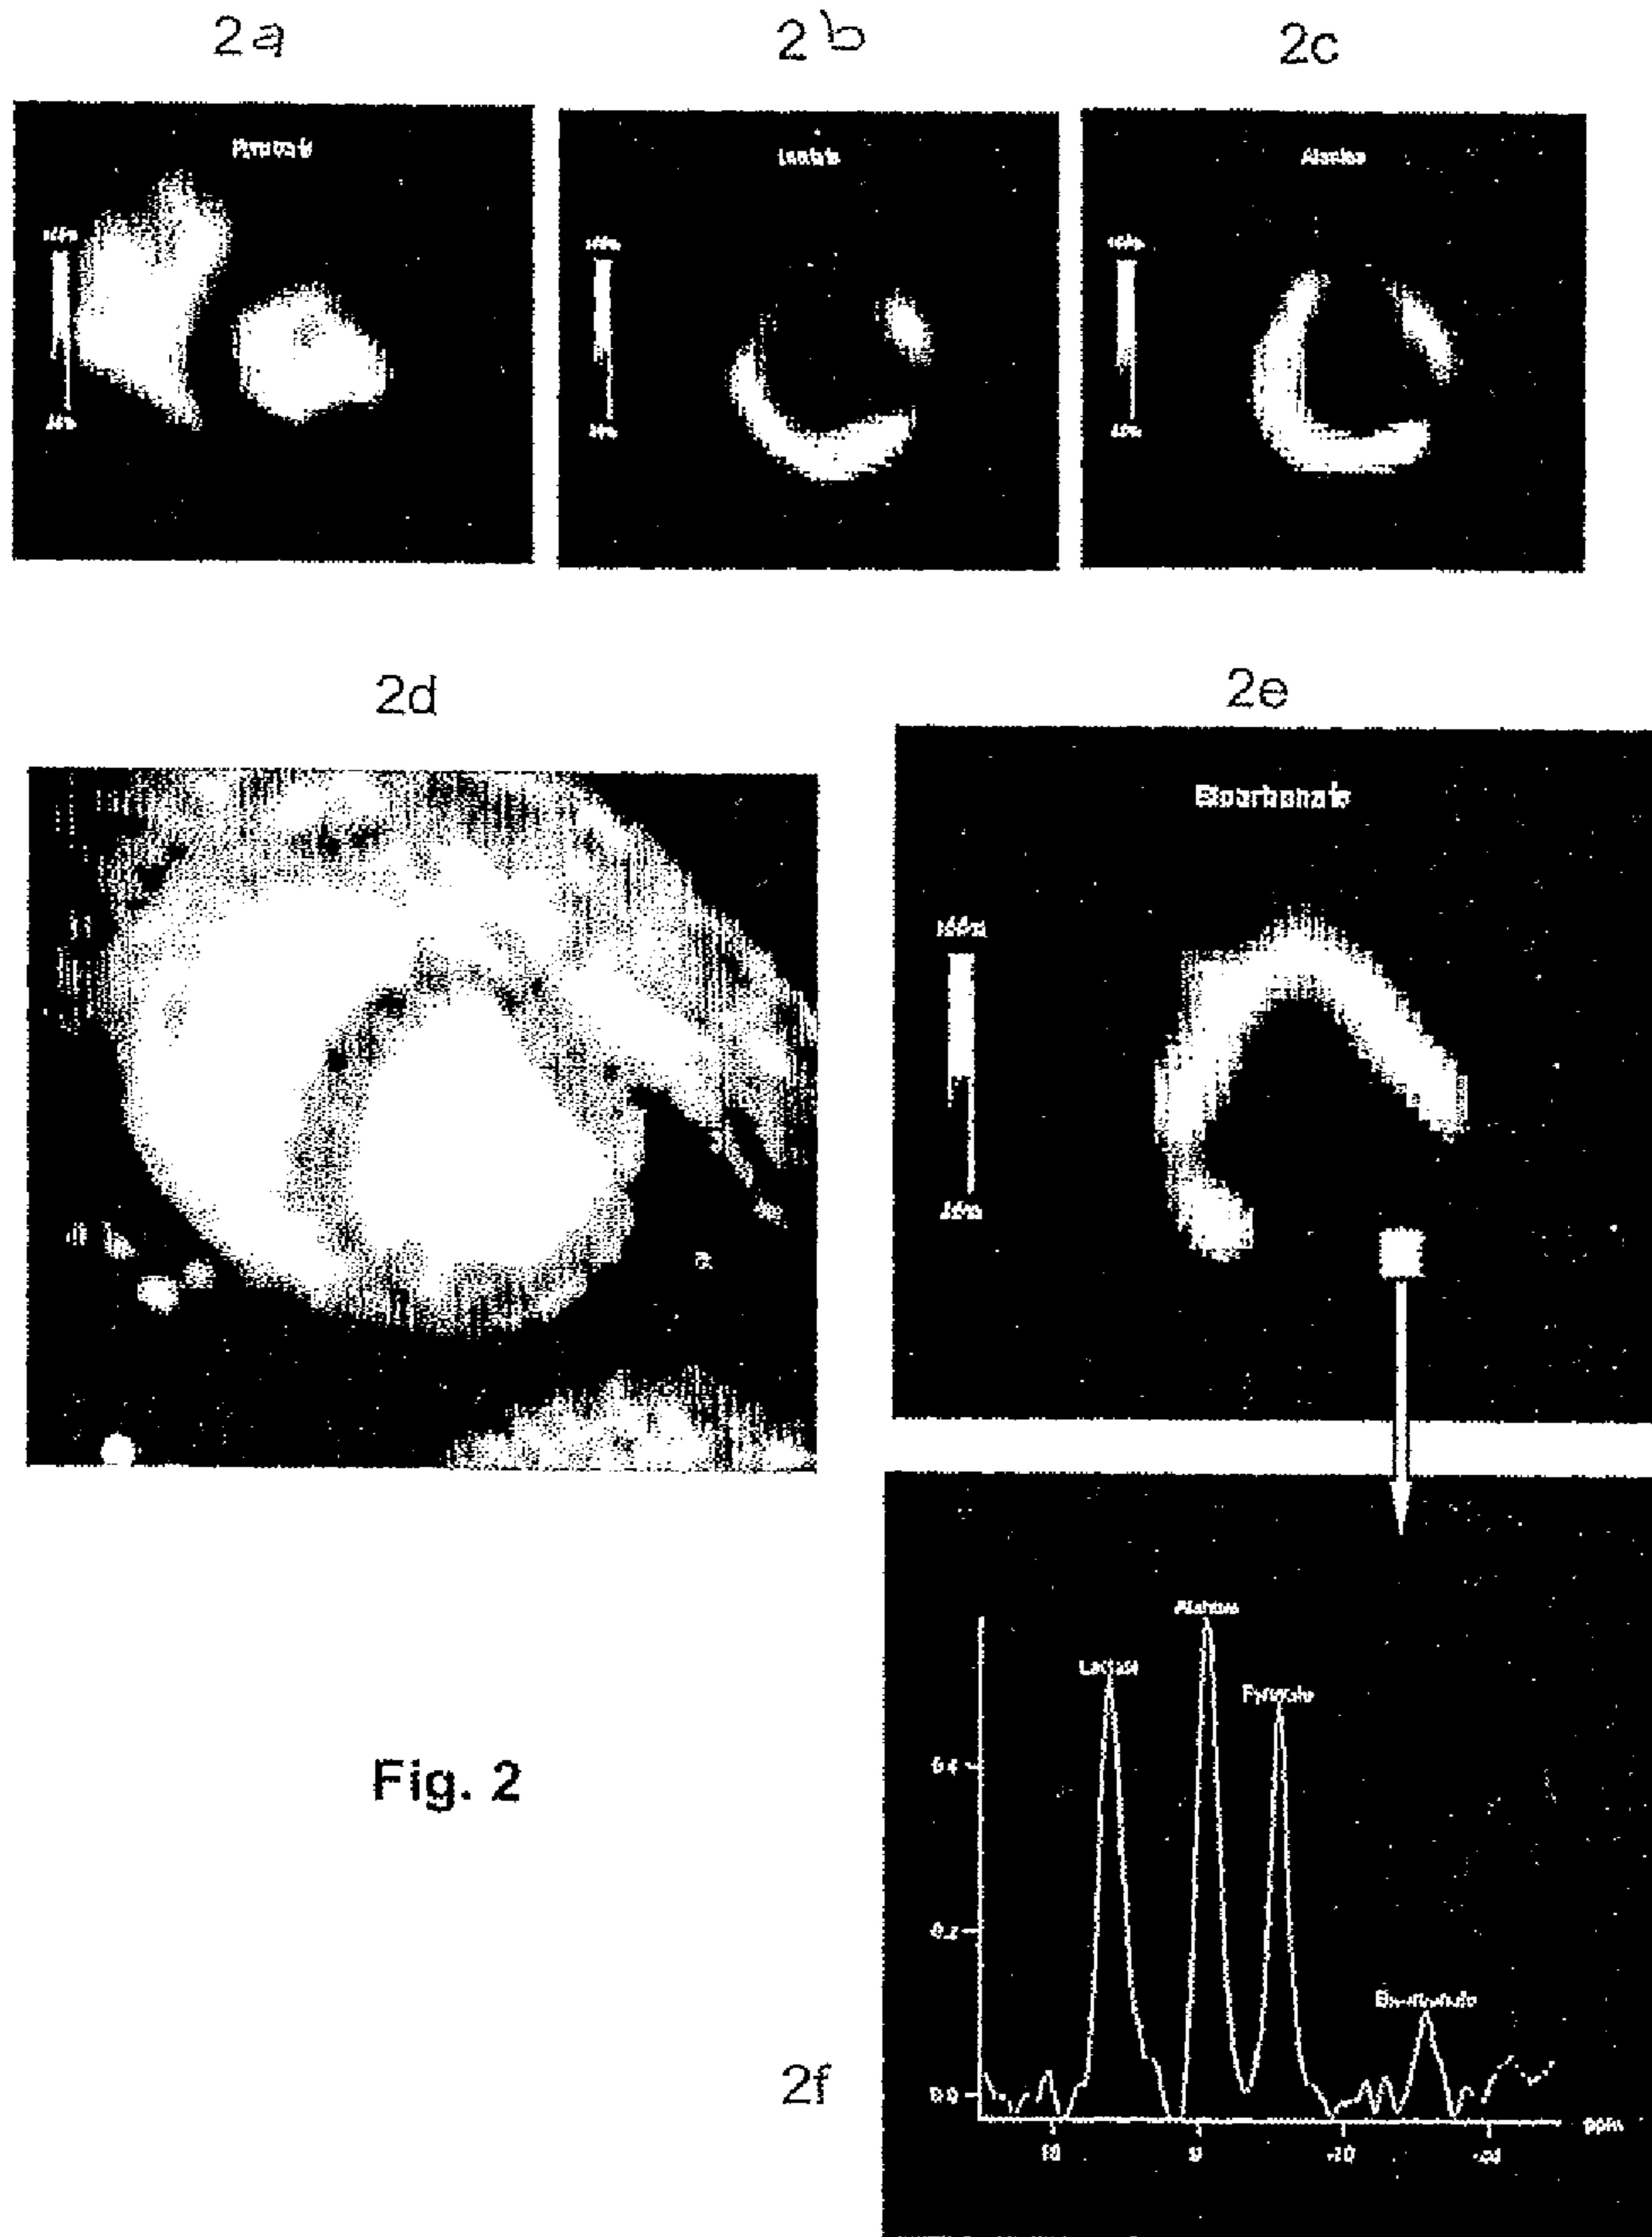 2a
2b
2c
Pyruvate
Lactate
Alanine
2d
2e
Bicarbonate
Lactate
Alanine
Pyruvate
Bicarbonate
0.4
0.2
0.0
10
0
-10
ppm
2f
Fig. 2